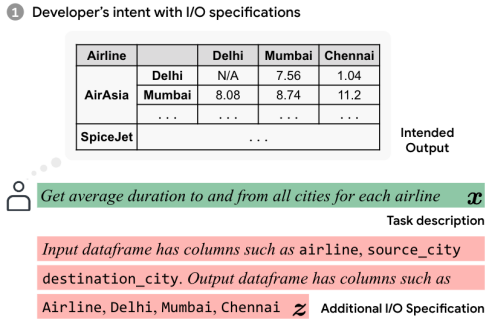 1 Developer's intent with I/O specifications
Airline Delhi Mumbai Chennai
Delhi N/A 7.56 1.04
AirAsia Mumbai 8.08 8.74 11.2
. . . . . . . . . . . .
SpiceJet . . .
Intended
Output
Get average duration to and from all cities for each airline x
Task description
Input dataframe has columns such as airline, source_city
destination_city. Output dataframe has columns such as
Airline, Delhi, Mumbai, Chennai z Additional I/O Specification